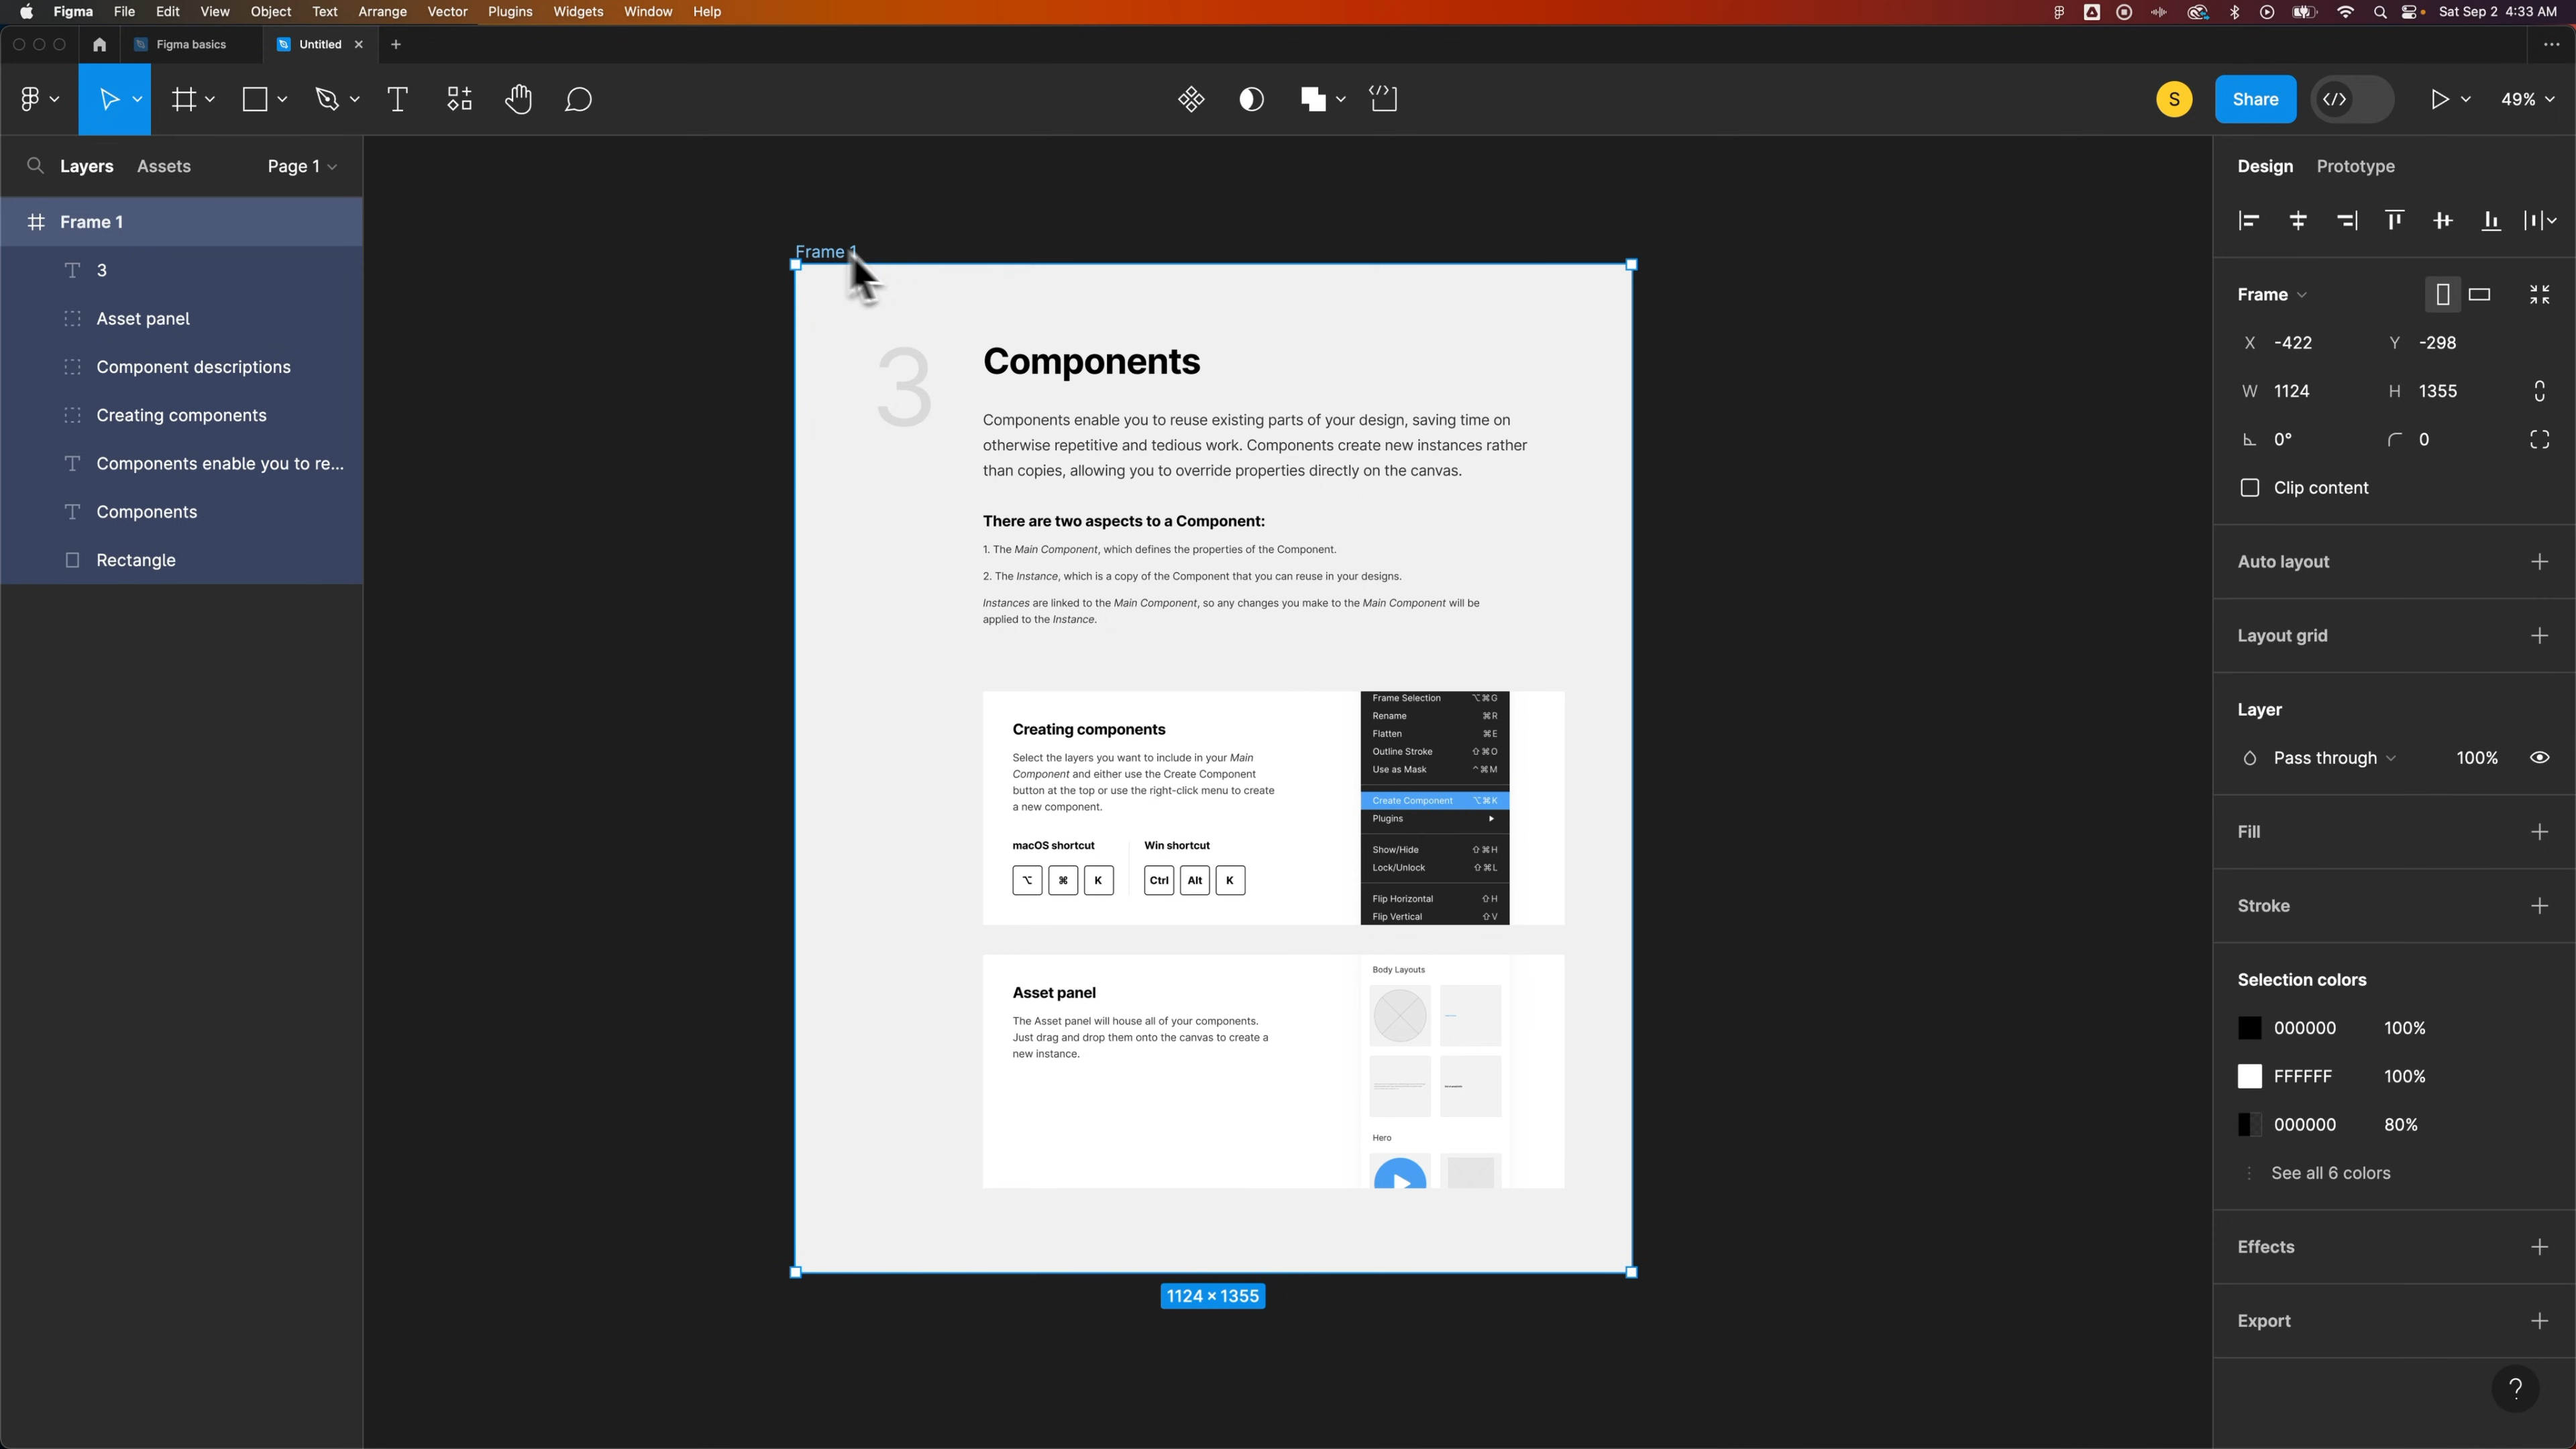 Figma File Edit View Object Text Arrange Vector Plugins Widgets Window Help
Sat Sep 2 4:33 AM
Figma basics
Untitled
S
Share
49%
Layers Assets Page 1
Frame 1
3
Asset panel
Component descriptions
Creating components
Components enable you to re...
Components
Rectangle
Frame 1
3
Components
Components enable you to reuse existing parts of your design, saving time on
otherwise repetitive and tedious work. Components create new instances rather
than copies, allowing you to override properties directly on the canvas.
There are two aspects to a Component:
1. The Main Component, which defines the properties of the Component.
2. The Instance, which is a copy of the Component that you can reuse in your designs.
Instances are linked to the Main Component, so any changes you make to the Main Component will be
applied to the Instance.
Creating components
Select the layers you want to include in your Main
Component and either use the Create Component
button at the top or use the right-click menu to create
a new component.
macOS shortcut
⌥ ⌘ K
Win shortcut
Ctrl Alt K
Frame Selection ⌥⌘G
Rename ⌘R
Flatten ⌘E
Outline Stroke ⇧⌘O
Use as Mask ^⌘M
Create Component ⌥⌘K
Plugins
Show/Hide ⇧⌘H
Lock/Unlock ⇧⌘L
Flip Horizontal ⇧H
Flip Vertical ⇧V
Asset panel
The Asset panel will house all of your components.
Just drag and drop them onto the canvas to create a
new instance.
Body Layouts
Hero
1124 × 1355
Design Prototype
Frame
X -422 Y -298
W 1124 H 1355
0° 0
Clip content
Auto layout
Layout grid
Layer
Pass through 100%
Fill
Stroke
Selection colors
000000 100%
FFFFFF 100%
000000 80%
See all 6 colors
Effects
Export
?